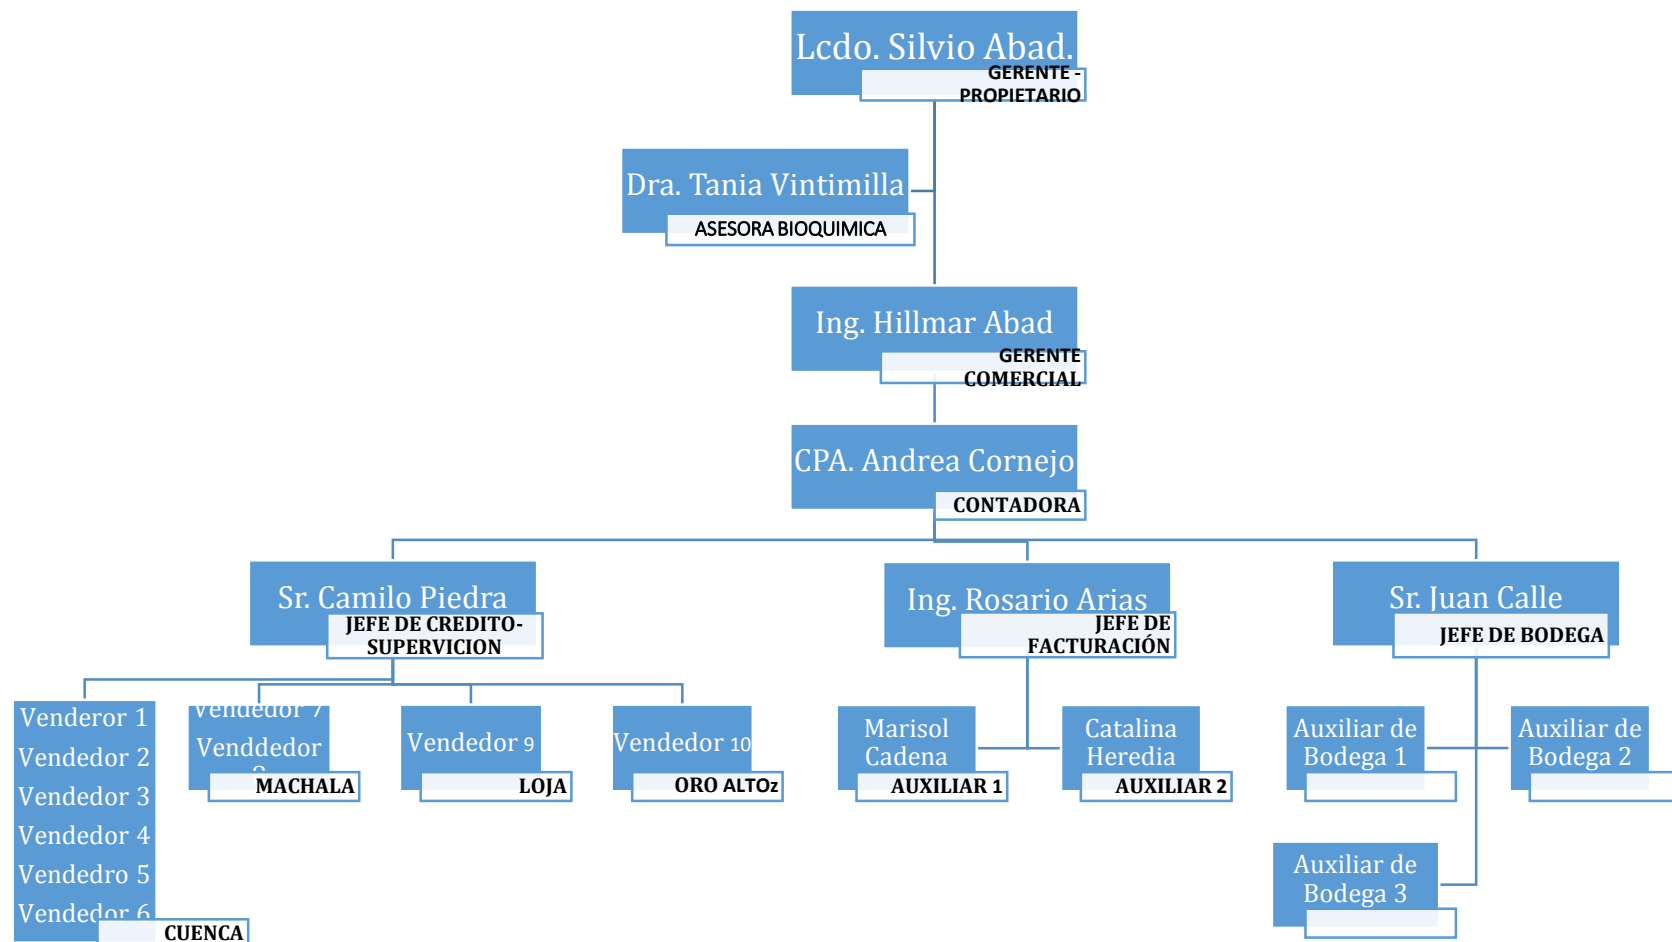 Lcdo. Silvio Abad.
GERENTE -
PROPIETARIO
Dra. Tania Vintimilla
ASESORA BIOQUIMICA
Ing. Hillmar Abad
GERENTE
COMERCIAL
CPA. Andrea Cornejo
CONTADORA
Sr. Camilo Piedra
JEFE DE CREDITO-
SUPERVICION
Ing. Rosario Arias
JEFE DE
FACTURACIÓN
Sr. Juan Calle
JEFE DE BODEGA
Venderor 1
Vendedor 2
Vendedor 3
Vendedor 4
Vendedro 5
Vendedor 6
CUENCA
Vendedor 7
Venddedor
MACHALA
Vendedor 9
LOJA
Vendedor 10
ORO ALTOz
Marisol
Cadena
AUXILIAR 1
Catalina
Heredia
AUXILIAR 2
Auxiliar de
Bodega 1
Auxiliar de
Bodega 2
Auxiliar de
Bodega 3